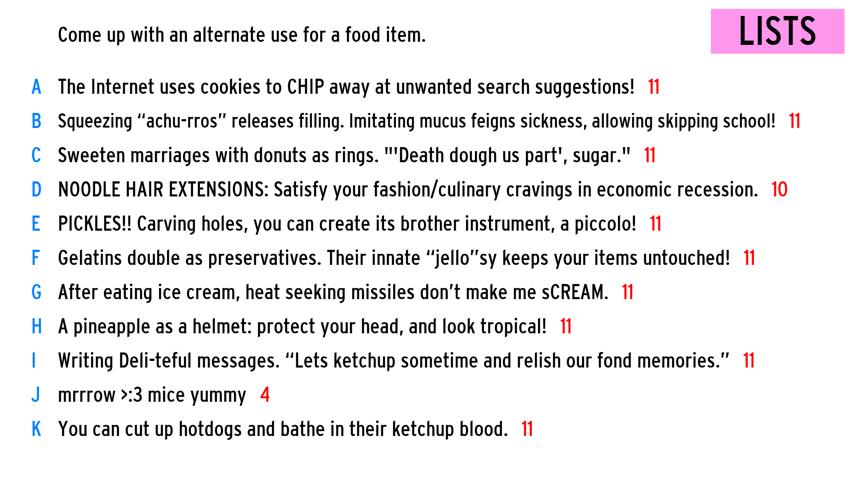 Come up with an alternate use for a food item.
LISTS
A The Internet uses cookies to CHIP away at unwanted search suggestions! 11
B Squeezing “achu-rros” releases filling. Imitating mucus feigns sickness, allowing skipping school! 11
C Sweeten marriages with donuts as rings. "'Death dough us part', sugar." 11
D NOODLE HAIR EXTENSIONS: Satisfy your fashion/culinary cravings in economic recession. 10
E PICKLES!! Carving holes, you can create its brother instrument, a piccolo! 11
F Gelatins double as preservatives. Their innate “jello”sy keeps your items untouched! 11
G After eating ice cream, heat seeking missiles don’t make me sCREAM. 11
H A pineapple as a helmet: protect your head, and look tropical! 11
I Writing Deli-teful messages. “Lets ketchup sometime and relish our fond memories.” 11
J mrrrow >:3 mice yummy 4
K You can cut up hotdogs and bathe in their ketchup blood. 11